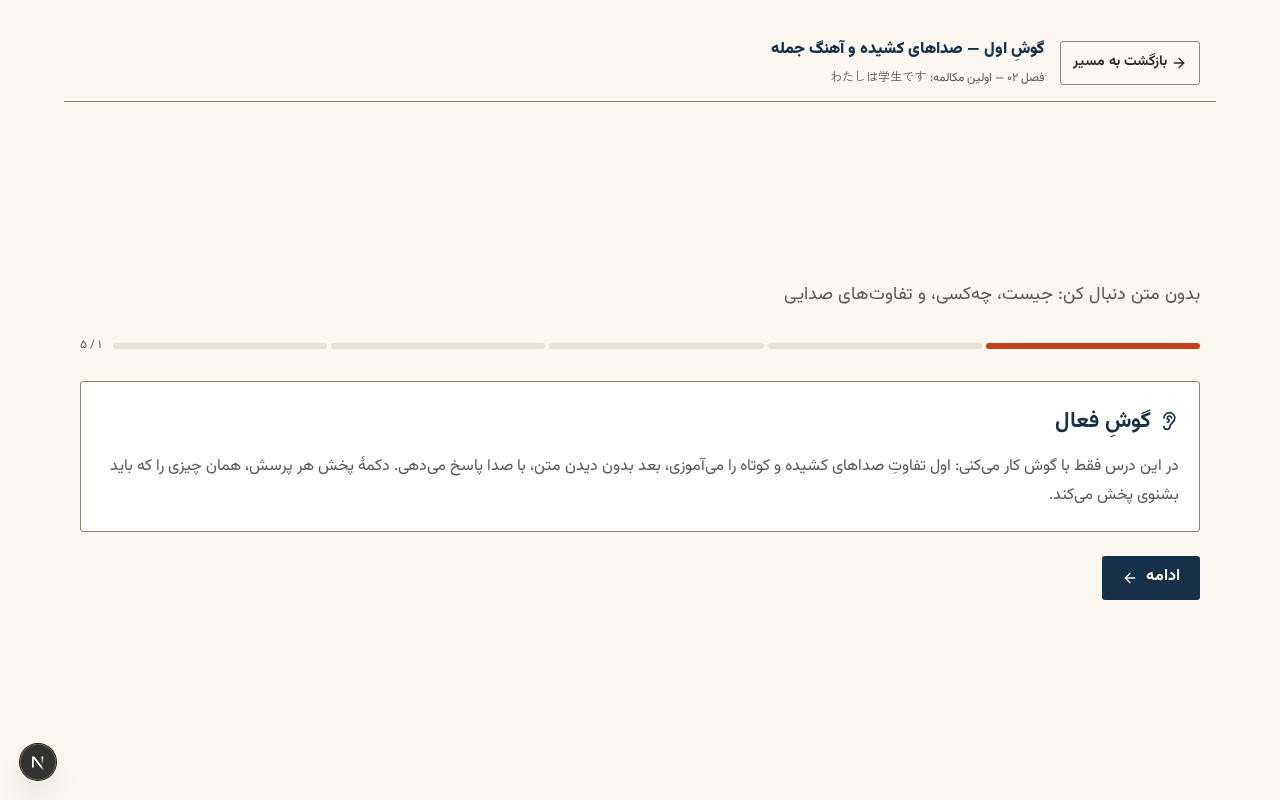 بازگشت به مسیر
گوشِ اول — صداهای کشیده و آهنگ جمله
فصل ۰۲ — اولین مکالمه: わたしは学生です
بدون متن دنبال کن: جیست، چه‌کسی، و تفاوت‌های صدایی
۱ / ۵
گوشِ فعال
در این درس فقط با گوش کار می‌کنی: اول تفاوتِ صداهای کشیده و کوتاه را می‌آموزی، بعد بدون دیدن متن، با صدا پاسخ می‌دهی. دکمهٔ پخش هر پرسش، همان چیزی را که باید
بشنوی پخش می‌کند.
ادامه
N